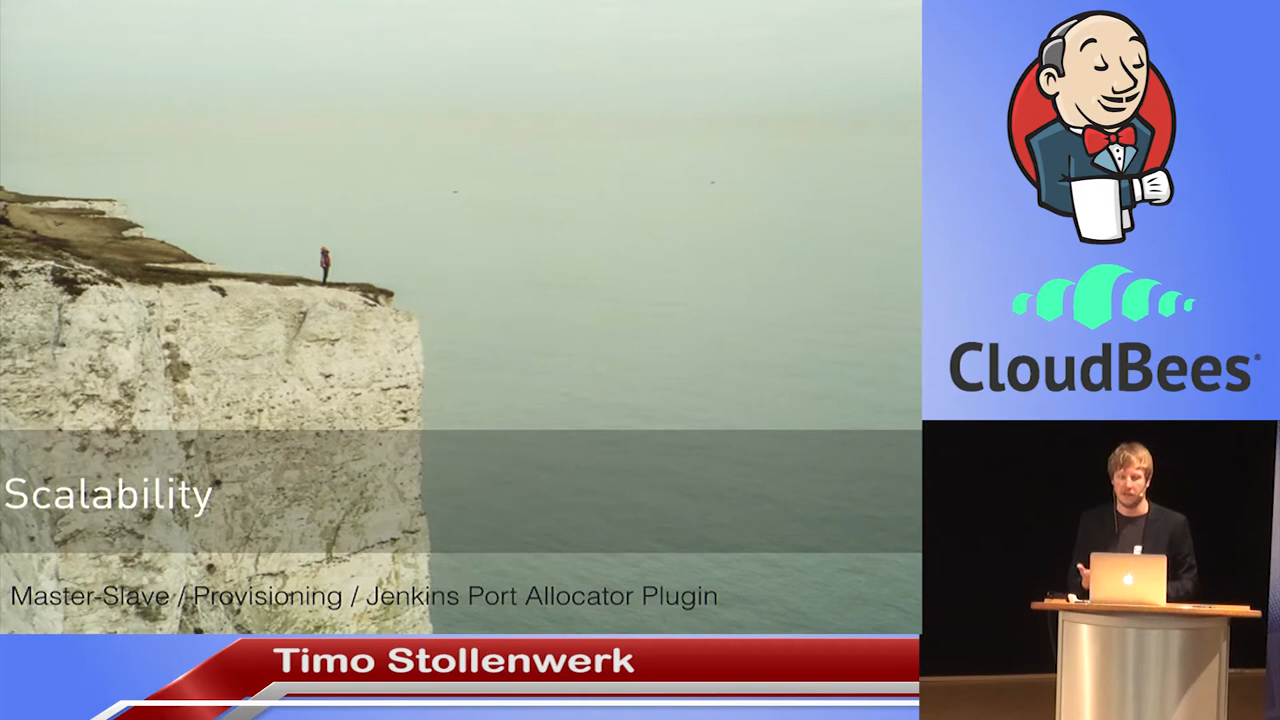 Scalability
Master-Slave / Provisioning / Jenkins Port Allocator Plugin
CloudBees®
Timo Stollenwerk